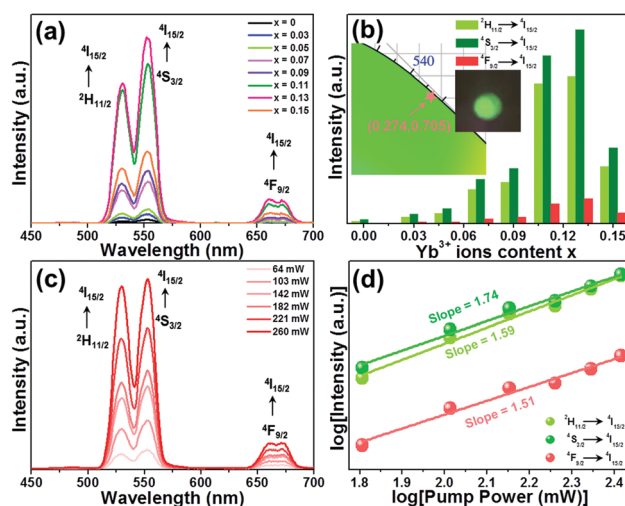 (a)
⁴I₁₅/₂
⁴I₁₅/₂
⁴S₃/₂
²H₁₁/₂
x = 0
x = 0.03
x = 0.05
x = 0.07
x = 0.09
x = 0.11
x = 0.13
x = 0.15
⁴I₁₅/₂
⁴F₉/₂
Intensity (a.u.)
450 500 550 600 650 700
Wavelength (nm)
(b)
²H₁₁/₂→⁴I₁₅/₂
⁴S₃/₂→⁴I₁₅/₂
⁴F₉/₂→⁴I₁₅/₂
540
(0.274,0.705)
Intensity (a.u.)
0.00 0.03 0.06 0.09 0.12 0.15
Yb³⁺ ions content x
(c)
⁴I₁₅/₂
⁴I₁₅/₂
⁴S₃/₂
²H₁₁/₂
64 mW
103 mW
142 mW
182 mW
221 mW
260 mW
⁴I₁₅/₂
⁴F₉/₂
Intensity (a.u.)
450 500 550 600 650 700
Wavelength (nm)
(d)
Slope = 1.74
Slope = 1.59
Slope = 1.51
²H₁₁/₂→⁴I₁₅/₂
⁴S₃/₂→⁴I₁₅/₂
⁴F₉/₂→⁴I₁₅/₂
log[Intensity (a.u.)]
1.8 1.9 2.0 2.1 2.2 2.3 2.4
log[Pump Power (mW)]